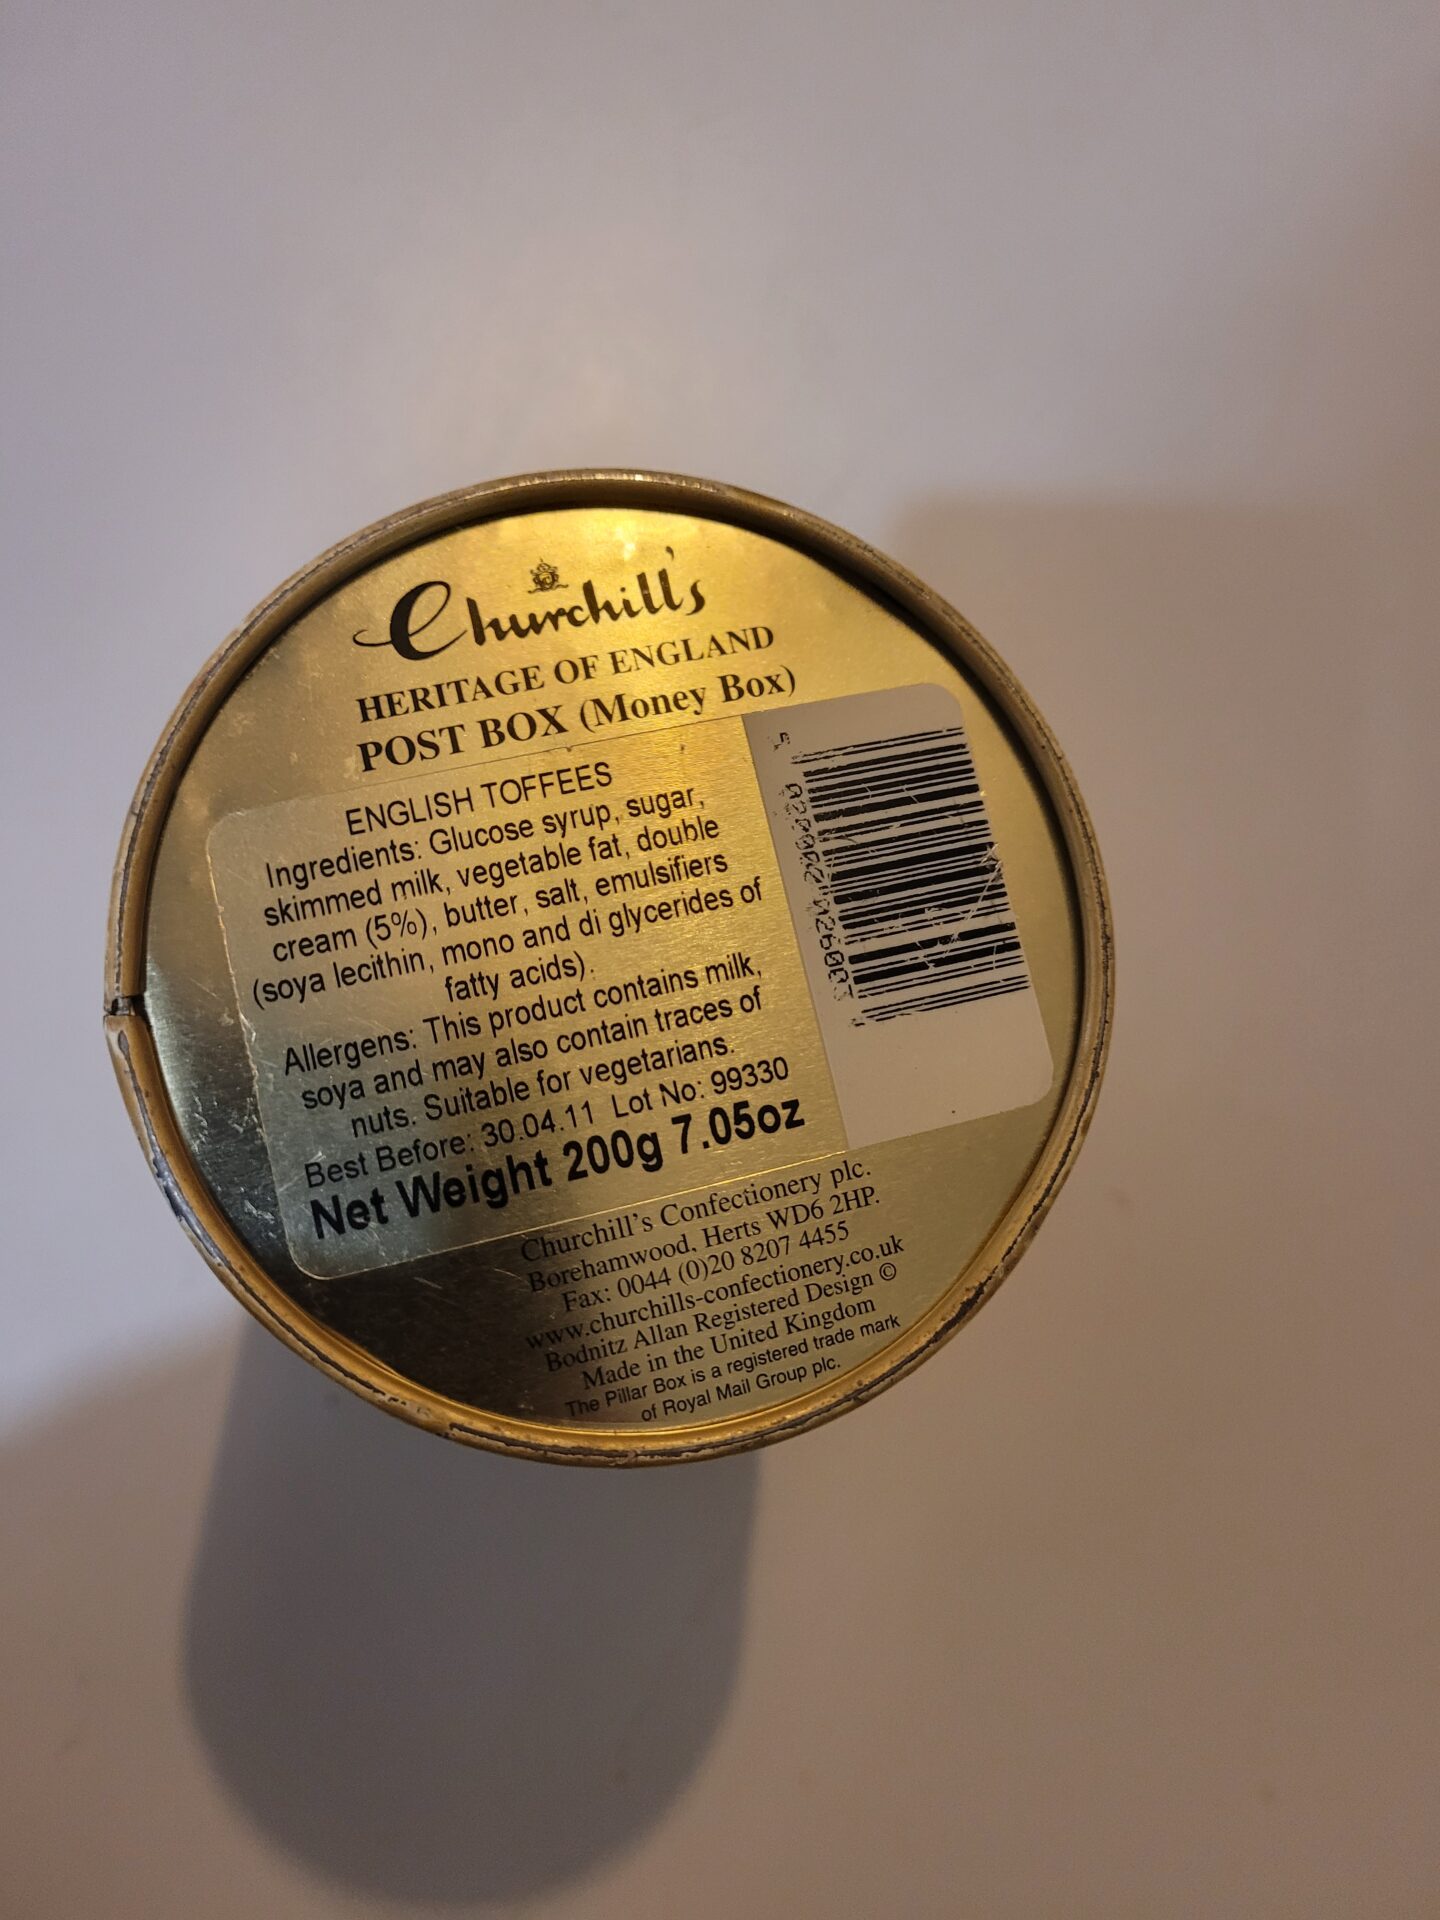 Churchill's
HERITAGE OF ENGLAND
POST BOX (Money Box)
ENGLISH TOFFEES
Ingredients: Glucose syrup, sugar,
skimmed milk, vegetable fat, double
cream (5%), butter, salt, emulsifiers
(soya lecithin, mono and di glycerides of
fatty acids).
Allergens: This product contains milk,
soya and may also contain traces of
nuts. Suitable for vegetarians.
Best Before: 30.04.11 Lot No: 99330
Net Weight 200g 7.05oz
Churchill's Confectionery plc.
Borehamwood, Herts WD6 2HP.
Fax: 0044 (0)20 8207 4455
www.churchills-confectionery.co.uk
Bodnitz Allan Registered Design ©
Made in the United Kingdom
The Pillar Box is a registered trade mark
of Royal Mail Group plc.